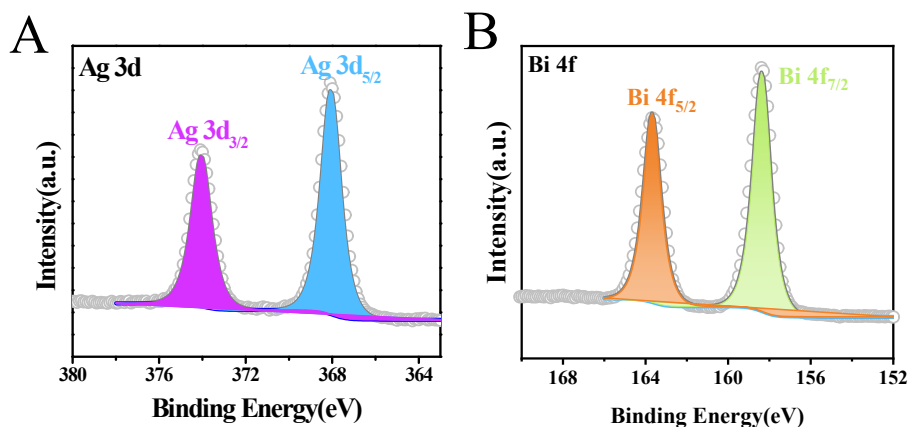 A
Ag 3d
Ag 3d5/2
Ag 3d3/2
Intensity(a.u.)
380 376 372 368 364
Binding Energy(eV)
B
Bi 4f
Bi 4f7/2
Bi 4f5/2
Intensity(a.u.)
168 164 160 156 152
Binding Energy(eV)